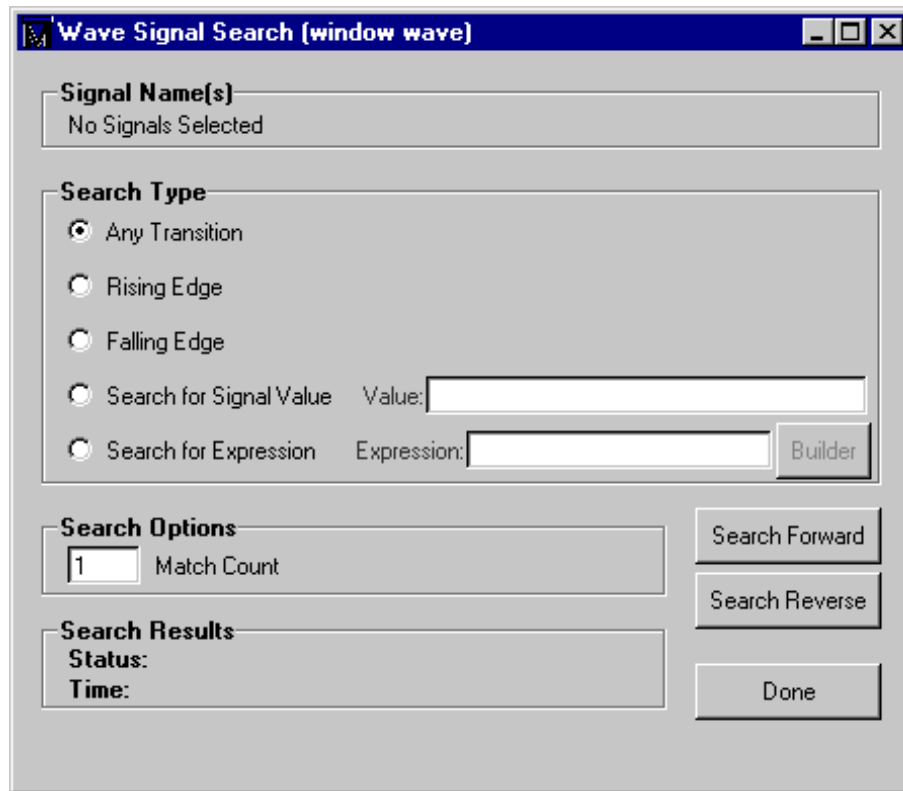 Wave Signal Search (window wave)
Signal Name(s)
No Signals Selected
Search Type
Any Transition
Rising Edge
Falling Edge
Search for Signal Value Value:
Search for Expression Expression: Builder
Search Options
1 Match Count
Search Forward
Search Reverse
Search Results
Status:
Time:
Done